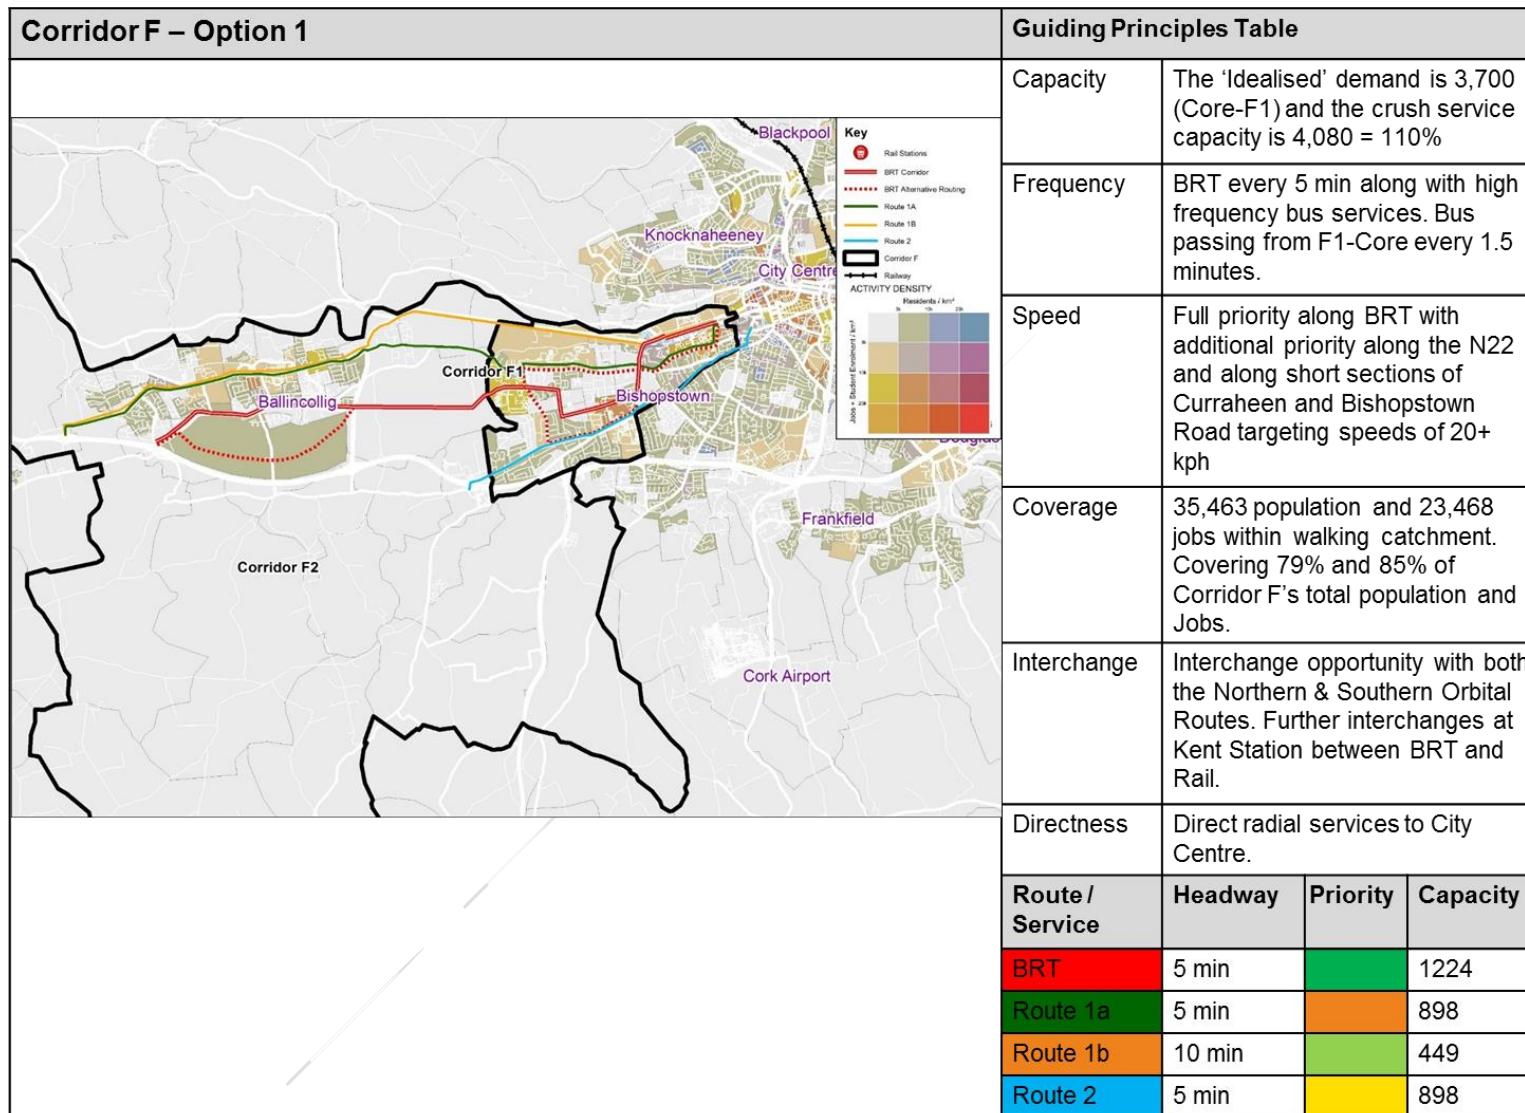 Corridor F – Option 1
Guiding Principles Table
Capacity
The ‘Idealised’ demand is 3,700
(Core-F1) and the crush service
capacity is 4,080 = 110%
Frequency
BRT every 5 min along with high
frequency bus services. Bus
passing from F1-Core every 1.5
minutes.
Speed
Full priority along BRT with
additional priority along the N22
and along short sections of
Curraheen and Bishopstown
Road targeting speeds of 20+
kph
Coverage
35,463 population and 23,468
jobs within walking catchment.
Covering 79% and 85% of
Corridor F’s total population and
Jobs.
Interchange
Interchange opportunity with both
the Northern & Southern Orbital
Routes. Further interchanges at
Kent Station between BRT and
Rail.
Directness
Direct radial services to City
Centre.
Route / Service Headway Priority Capacity
BRT 5 min 1224
Route 1a 5 min 898
Route 1b 10 min 449
Route 2 5 min 898
Blackpool
Knocknaheeney
City Centre
Corridor F1
Ballincollig
Bishopstown
Frankfield
Corridor F2
Cork Airport
Key
Rail Stations
BRT Corridor
BRT Alternative Routing
Route 1A
Route 1B
Route 2
Corridor F
Railway
ACTIVITY DENSITY
Residents / km²
Jobs + Student Enrolment / km²